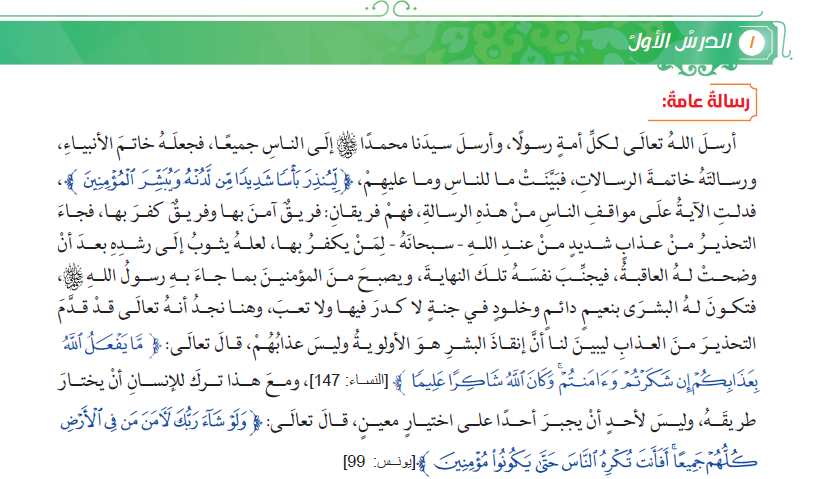 ١ الدرسُ الأولُ
رسالةٌ عامةٌ:
أرسلَ اللهُ تعالَى لكلِّ أمةٍ رسولًا، وأرسلَ سيدَنا محمدًا ﷺ إلَى الناسِ جميعًا، فجعلَهُ خاتمَ الأنبياءِ،
ورسالتَهُ خاتمةَ الرسالاتِ، فبَيَّنَتْ ما للناسِ وما عليهِمْ، ﴿لِّيُنذِرَ بَأۡسٗا شَدِيدٗا مِّن لَّدُنۡهُ وَيُبَشِّرَ ٱلۡمُؤۡمِنِينَ﴾،
فدلتِ الآيةُ علَى مواقفِ الناسِ منْ هذهِ الرسالةِ، فهمْ فريقانِ: فريقٌ آمنَ بها وفريقٌ كفرَ بها، فجاءَ
التحذيرُ منْ عذابٍ شديدٍ منْ عندِ اللهِ - سبحانَهُ - لِمَنْ يكفرُ بها، لعلهُ يثوبُ إلَى رشدِهِ بعدَ أنْ
وضحتْ لهُ العاقبةُ، فيجنِّبَ نفسَهُ تلكَ النهايةَ، ويصبحَ منَ المؤمنينَ بما جاءَ بهِ رسولُ اللهِ ﷺ،
فتكونَ لهُ البشرَى بنعيمٍ دائمٍ وخلودٍ في جنةٍ لا كدرَ فيها ولا تعبَ، وهنا نجدُ أنهُ تعالَى قدْ قدَّمَ
التحذيرَ منَ العذابِ ليبينَ لنا أنَّ إنقاذَ البشرِ هوَ الأولويةُ وليسَ عذابُهُمْ، قالَ تعالَى: ﴿مَّا يَفۡعَلُ ٱللَّهُ
بِعَذَابِكُمۡ إِن شَكَرۡتُمۡ وَءَامَنتُمۡۚ وَكَانَ ٱللَّهُ شَاكِرًا عَلِيمٗا﴾ [النساء: 147]، ومعَ هذا تركَ للإنسانِ أنْ يختارَ
طريقَهُ، وليسَ لأحدٍ أنْ يجبرَ أحدًا علَى اختيارٍ معينٍ، قالَ تعالَى: ﴿وَلَوۡ شَآءَ رَبُّكَ لَأٓمَنَ مَن فِي ٱلۡأَرۡضِ
كُلُّهُمۡ جَمِيعًاۚ أَفَأَنتَ تُكۡرِهُ ٱلنَّاسَ حَتَّىٰ يَكُونُواْ مُؤۡمِنِينَ﴾ [يونس: 99]